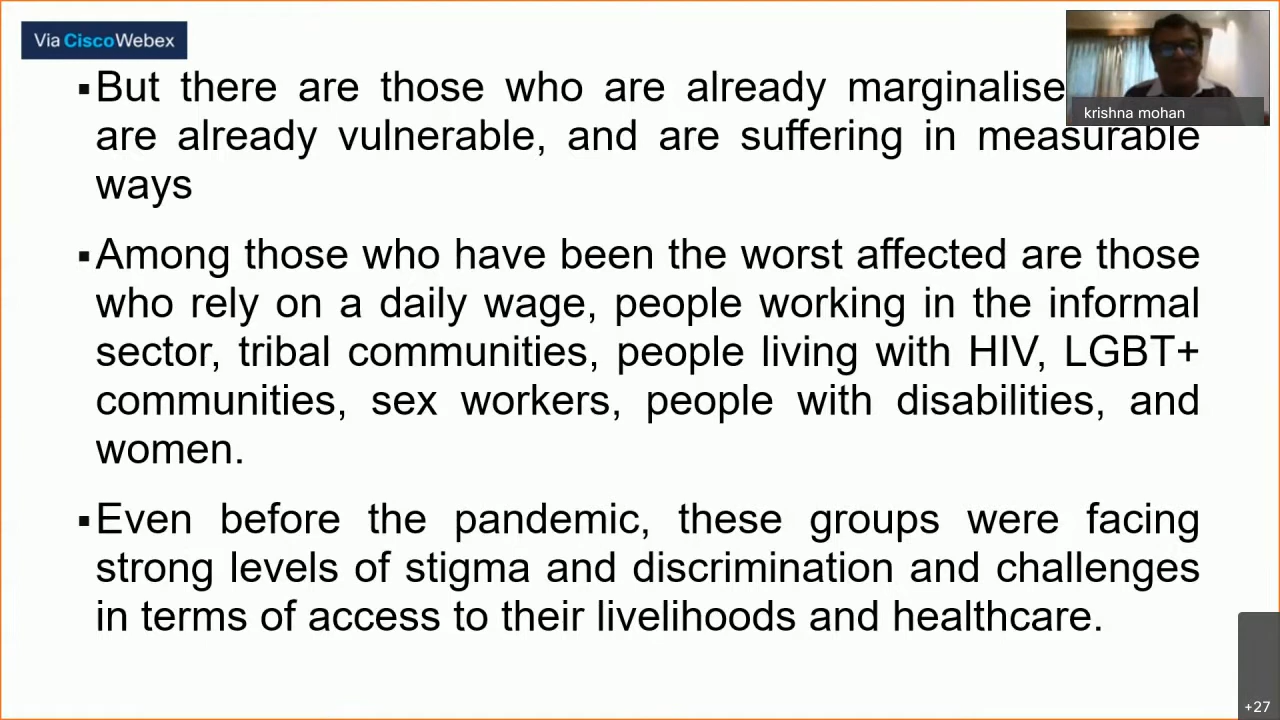 Via Cisco Webex
▪But there are those who are already marginalise
krishna mohan
are already vulnerable, and are suffering in measurable
ways
▪Among those who have been the worst affected are those
who rely on a daily wage, people working in the informal
sector, tribal communities, people living with HIV, LGBT+
communities, sex workers, people with disabilities, and
women.
▪Even before the pandemic, these groups were facing
strong levels of stigma and discrimination and challenges
in terms of access to their livelihoods and healthcare.
+27